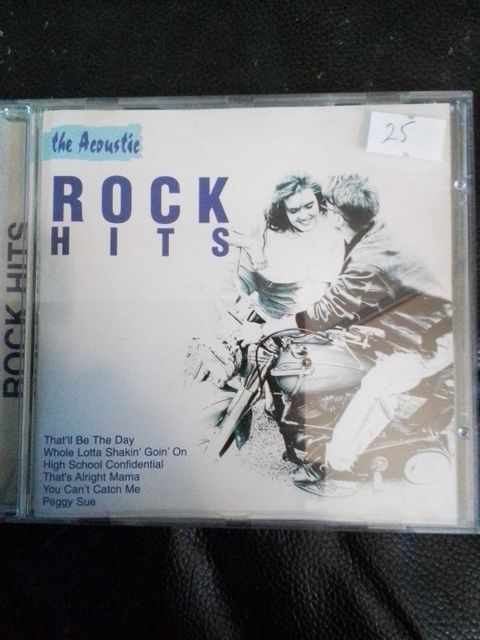 the Acoustic
25
ROCK
HITS
ROCK HITS
That'll Be The Day
Whole Lotta Shakin' Goin' On
High School Confidential
That's Alright Mama
You Can't Catch Me
Peggy Sue